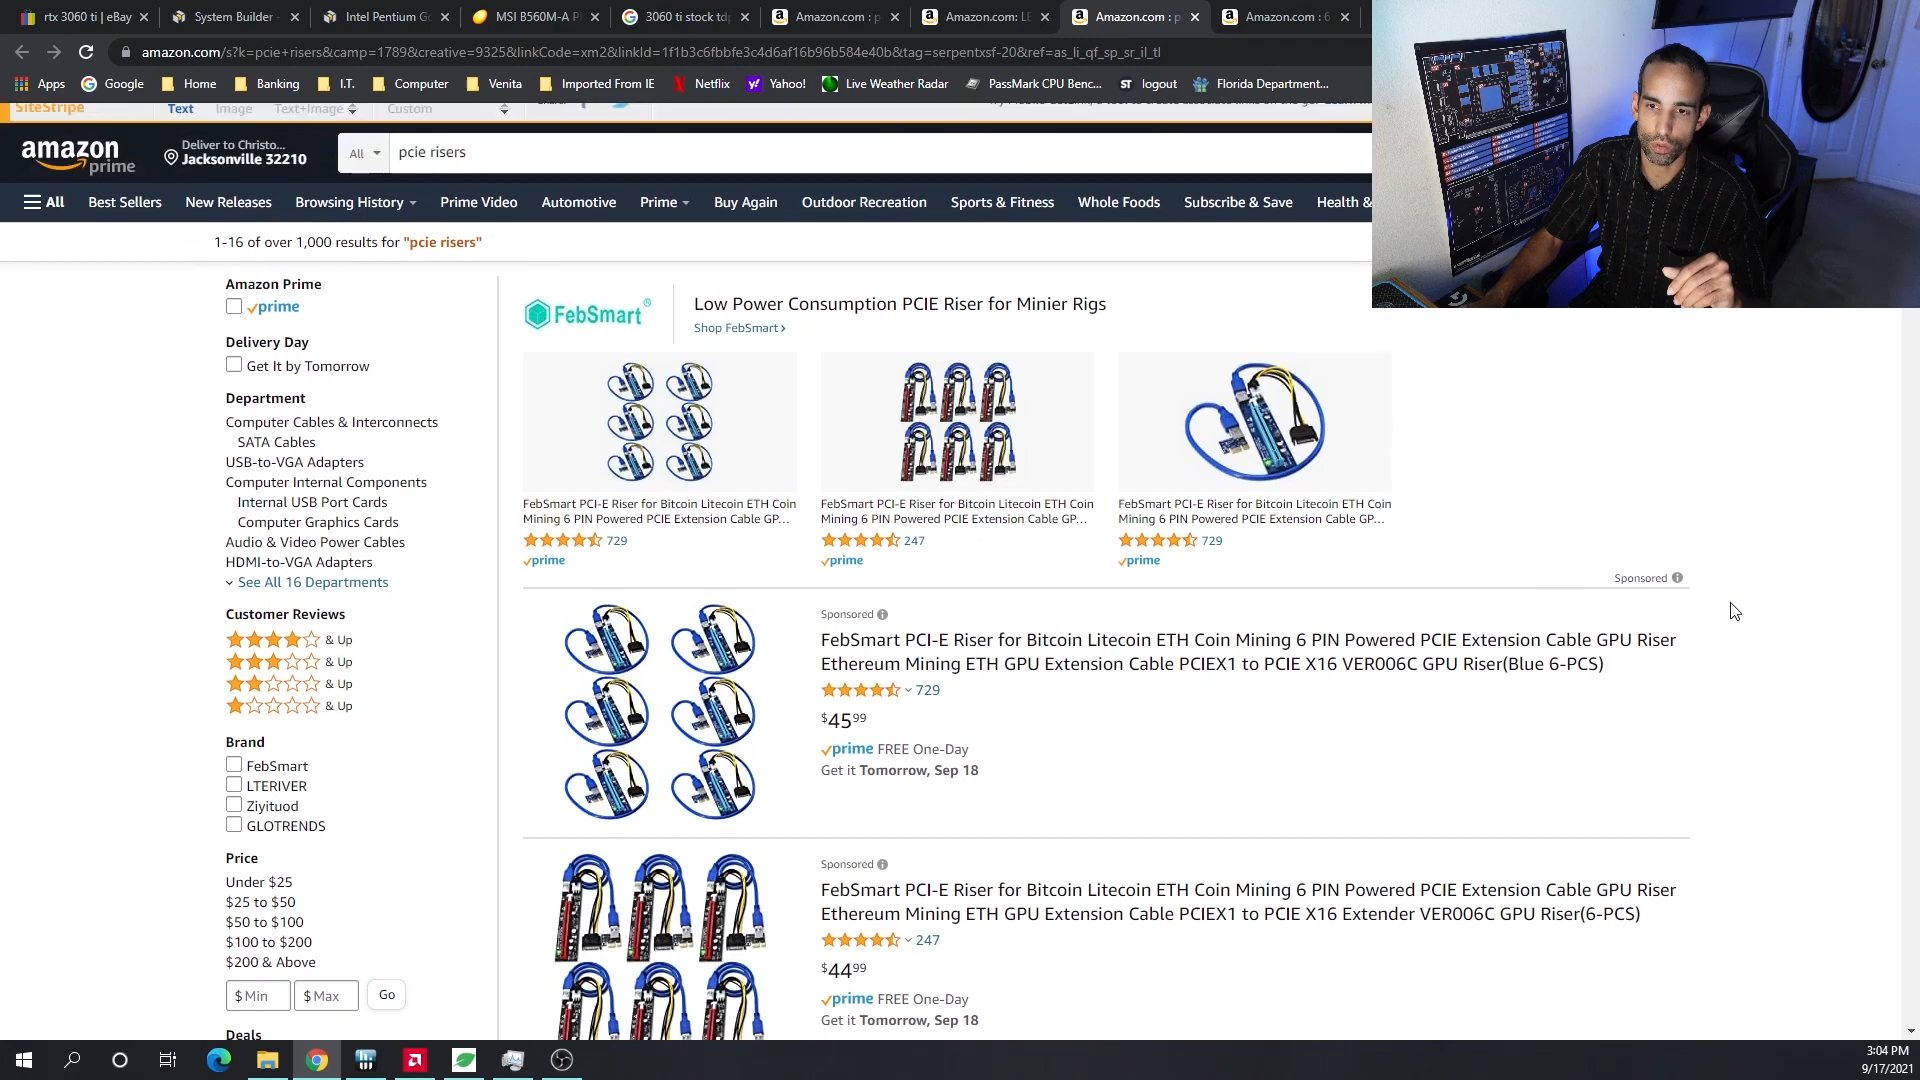 rtx 3060 ti | eBay
System Builder -
Intel Pentium Go
MSI B560M-A P
3060 ti stock td
Amazon.com : p
Amazon.com: LE
Amazon.com : p
Amazon.com : 6
amazon.com/s?k=pcie+risers&camp=1789&creative=9325&linkCode=xm2&linkId=1f1b3c6fbbfe3c4d6af16b96b584e40b&tag=serpentxsf-20&ref=as_li_qf_sp_sr_il_tl
Apps
Google
Home
Banking
I.T.
Computer
Venita
Imported From IE
Netflix
Yahoo!
Live Weather Radar
PassMark CPU Benc...
ST logout
Florida Department...
SiteStripe
Text
Image
Text+Image
Custom
amazon prime
Deliver to Christo...
Jacksonville 32210
All
pcie risers
All
Best Sellers
New Releases
Browsing History
Prime Video
Automotive
Prime
Buy Again
Outdoor Recreation
Sports & Fitness
Whole Foods
Subscribe & Save
Health &
1-16 of over 1,000 results for "pcie risers"
Amazon Prime
prime
Delivery Day
Get It by Tomorrow
Department
Computer Cables & Interconnects
SATA Cables
USB-to-VGA Adapters
Computer Internal Components
Internal USB Port Cards
Computer Graphics Cards
Audio & Video Power Cables
HDMI-to-VGA Adapters
See All 16 Departments
Customer Reviews
& Up
& Up
& Up
& Up
Brand
FebSmart
LTERIVER
Ziyituod
GLOTRENDS
Price
Under $25
$25 to $50
$50 to $100
$100 to $200
$200 & Above
$ Min
$ Max
Go
Deals
FebSmart®
Low Power Consumption PCIE Riser for Minier Rigs
Shop FebSmart ›
FebSmart PCI-E Riser for Bitcoin Litecoin ETH Coin
Mining 6 PIN Powered PCIE Extension Cable GP...
729
prime
FebSmart PCI-E Riser for Bitcoin Litecoin ETH Coin
Mining 6 PIN Powered PCIE Extension Cable GP...
247
prime
FebSmart PCI-E Riser for Bitcoin Litecoin ETH Coin
Mining 6 PIN Powered PCIE Extension Cable GP...
729
prime
Sponsored
Sponsored
FebSmart PCI-E Riser for Bitcoin Litecoin ETH Coin Mining 6 PIN Powered PCIE Extension Cable GPU Riser
Ethereum Mining ETH GPU Extension Cable PCIEX1 to PCIE X16 VER006C GPU Riser(Blue 6-PCS)
729
$45 99
prime FREE One-Day
Get it Tomorrow, Sep 18
Sponsored
FebSmart PCI-E Riser for Bitcoin Litecoin ETH Coin Mining 6 PIN Powered PCIE Extension Cable GPU Riser
Ethereum Mining ETH GPU Extension Cable PCIEX1 to PCIE X16 Extender VER006C GPU Riser(6-PCS)
247
$44 99
prime FREE One-Day
Get it Tomorrow, Sep 18
3:04 PM
9/17/2021